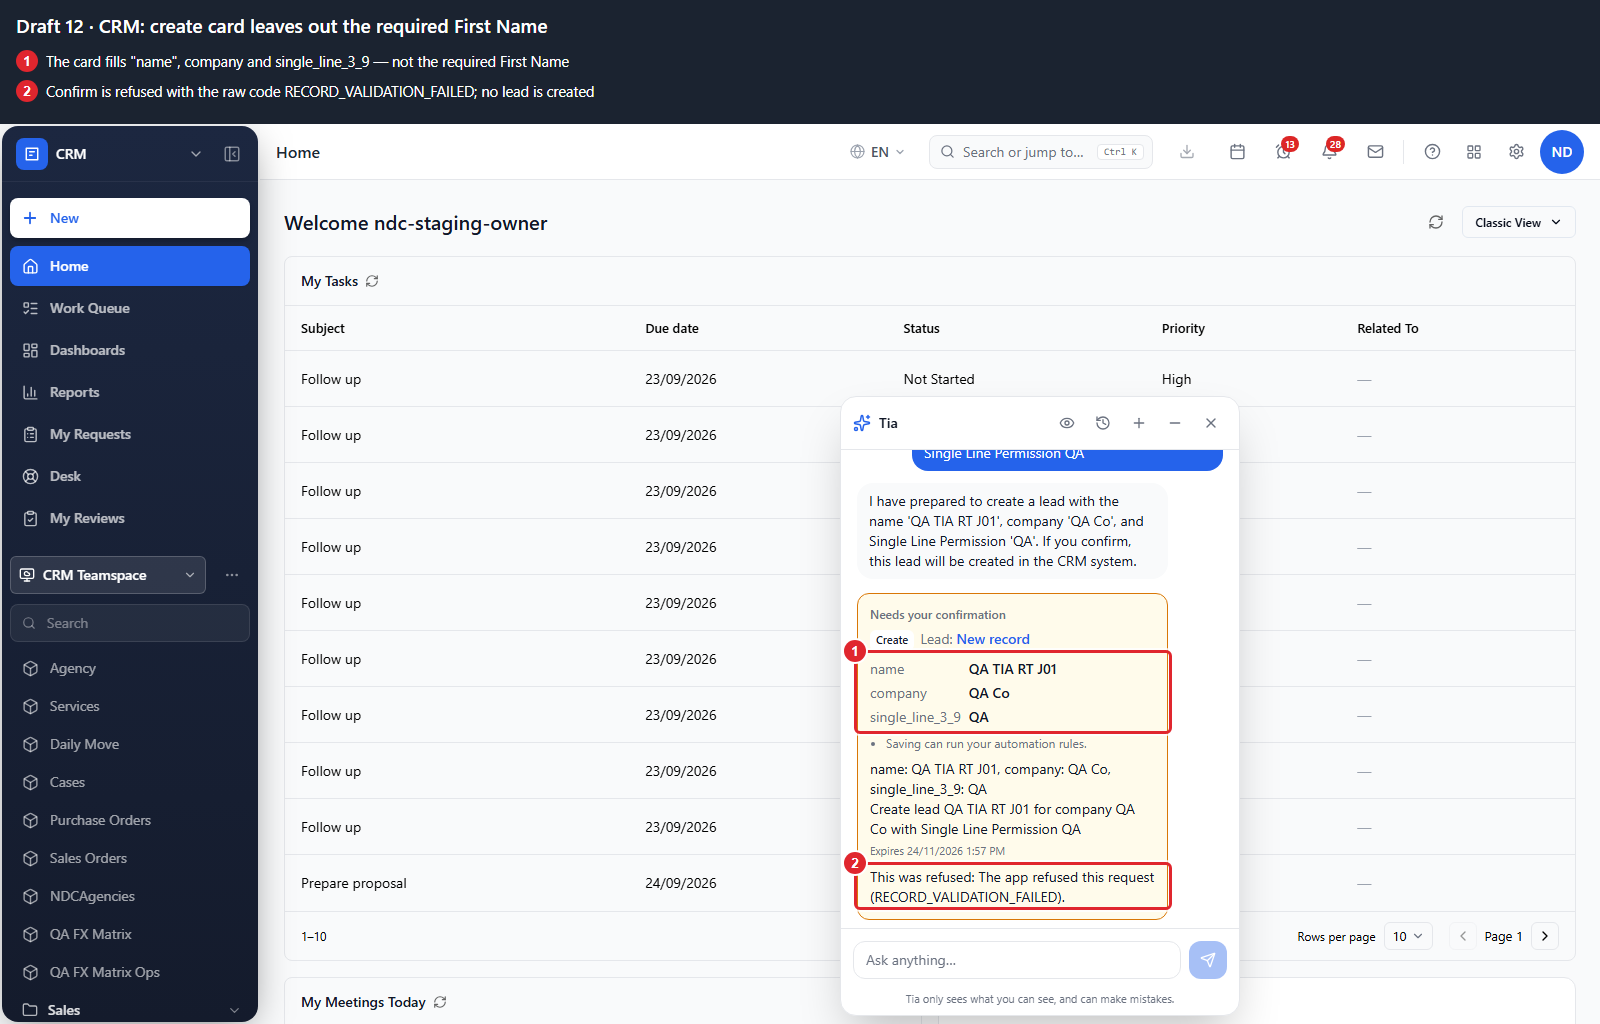 Draft 12 · CRM: create card leaves out the required First Name
1 The card fills "name", company and single_line_3_9 — not the required First Name
2 Confirm is refused with the raw code RECORD_VALIDATION_FAILED; no lead is created
CRM
New
Home
Work Queue
Dashboards
Reports
My Requests
Desk
My Reviews
CRM Teamspace
Search
Agency
Services
Daily Move
Cases
Purchase Orders
Sales Orders
NDCAgencies
QA FX Matrix
QA FX Matrix Ops
Sales
Home
EN
Search or jump to...
Ctrl K
13
28
ND
Welcome ndc-staging-owner
Classic View
My Tasks
Subject Due date Status Priority Related To
Follow up 23/09/2026 Not Started High —
Follow up 23/09/2026 —
Follow up 23/09/2026 —
Follow up 23/09/2026 —
Follow up 23/09/2026 —
Follow up 23/09/2026 —
Follow up 23/09/2026 —
Follow up 23/09/2026 —
Follow up 23/09/2026 —
Prepare proposal 24/09/2026 —
1–10
Rows per page 10 Page 1
My Meetings Today
Tia
Single Line Permission QA
I have prepared to create a lead with the
name 'QA TIA RT J01', company 'QA Co', and
Single Line Permission 'QA'. If you confirm,
this lead will be created in the CRM system.
Needs your confirmation
Create Lead: New record
1
name QA TIA RT J01
company QA Co
single_line_3_9 QA
• Saving can run your automation rules.
name: QA TIA RT J01, company: QA Co,
single_line_3_9: QA
Create lead QA TIA RT J01 for company QA
Co with Single Line Permission QA
Expires 24/11/2026 1:57 PM
2
This was refused: The app refused this request
(RECORD_VALIDATION_FAILED).
Ask anything...
Tia only sees what you can see, and can make mistakes.